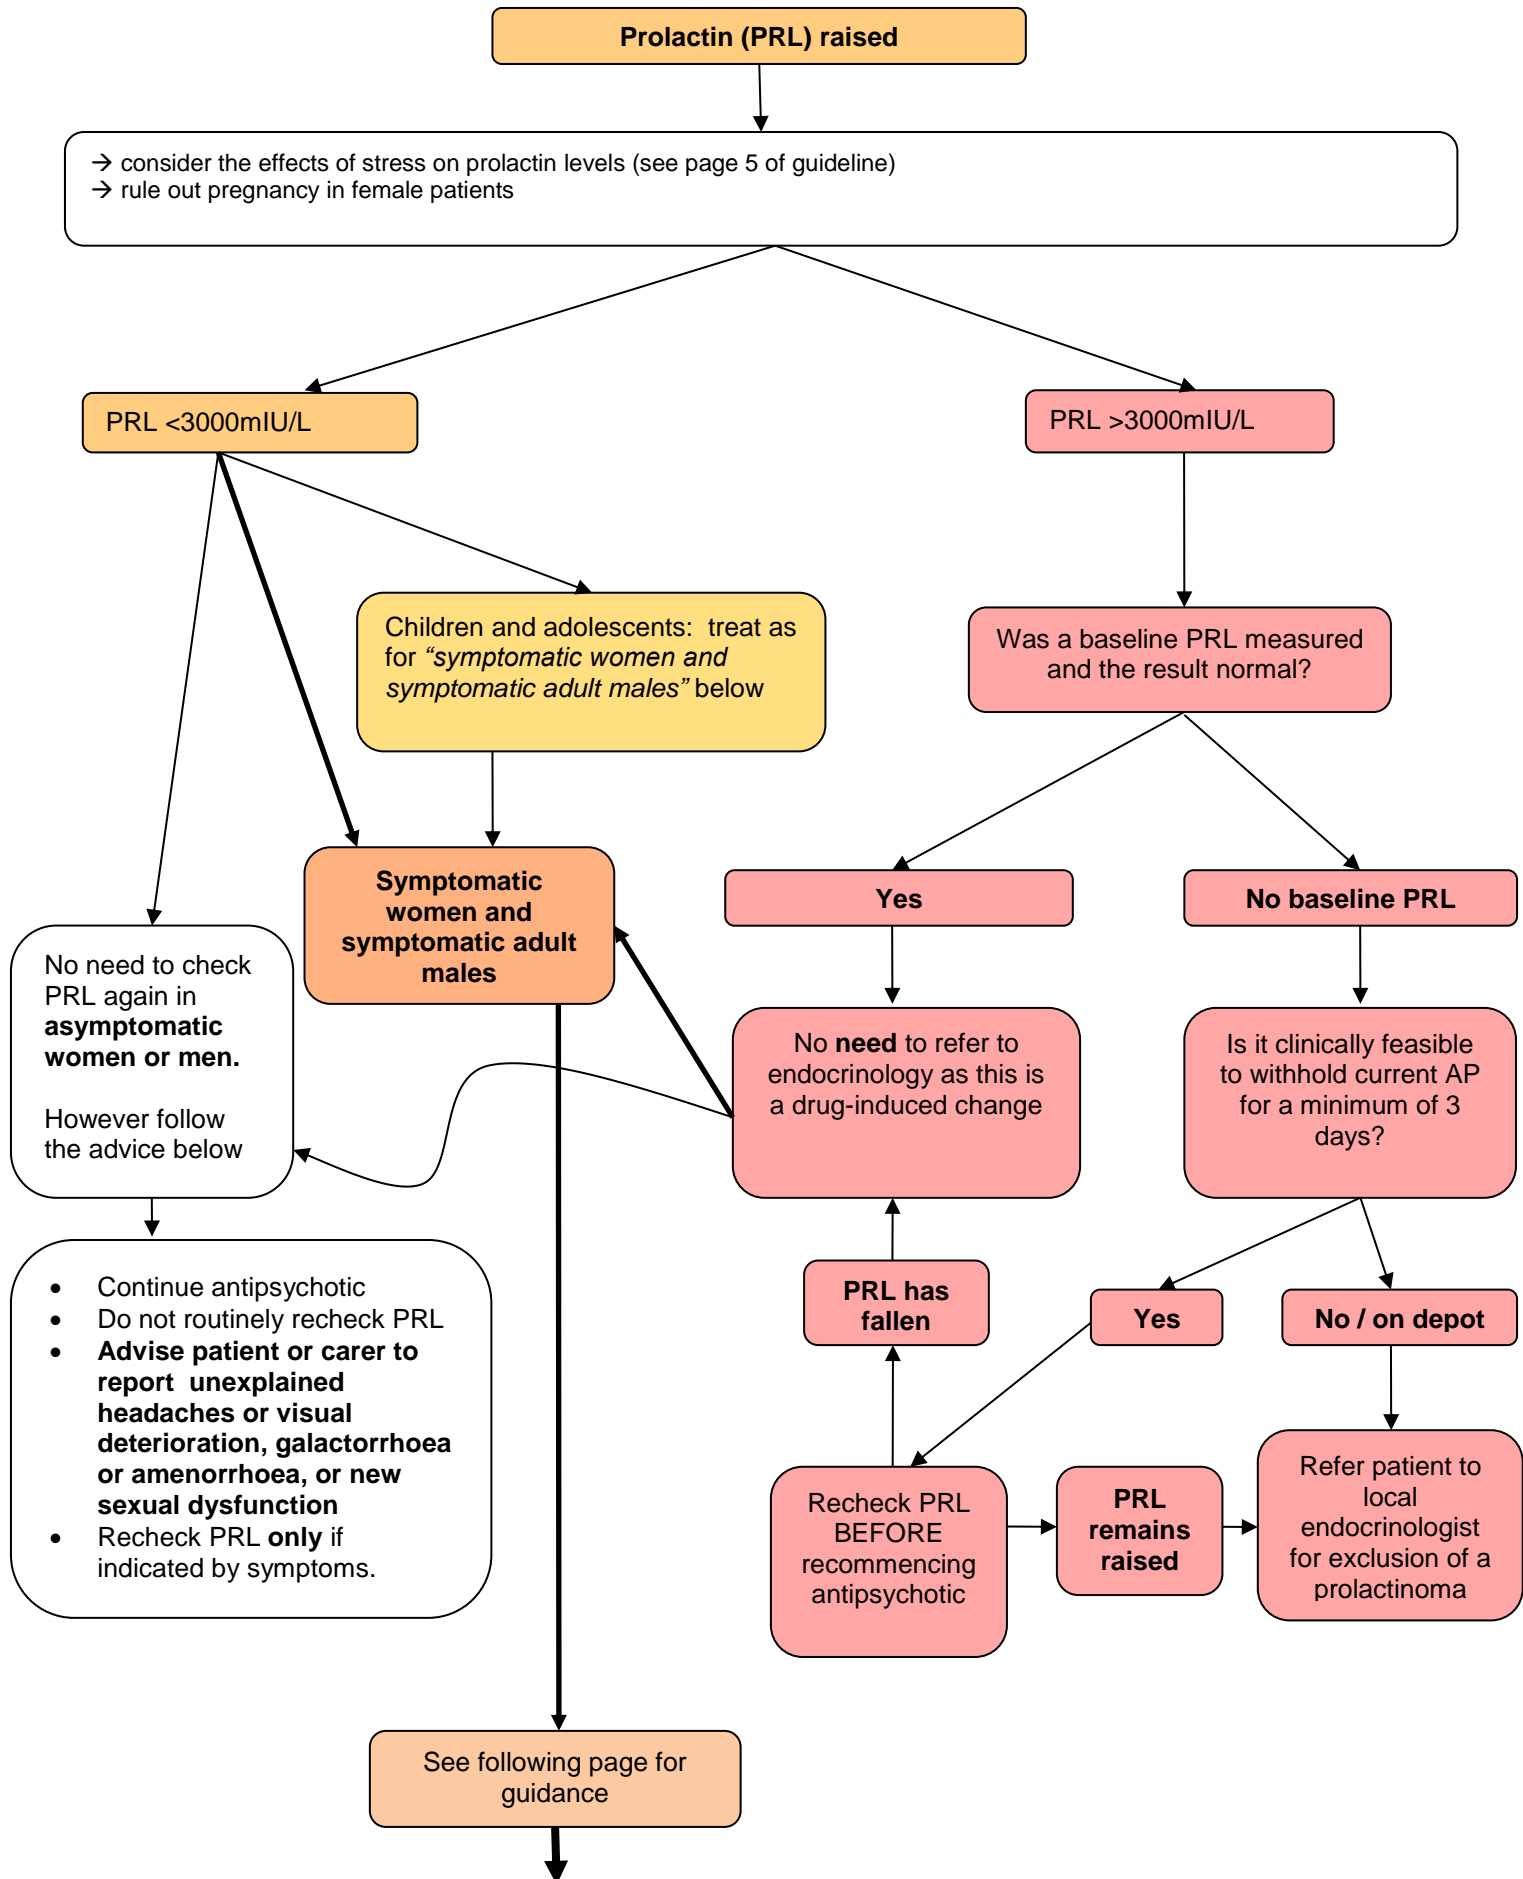 Prolactin (PRL) raised
→ consider the effects of stress on prolactin levels (see page 5 of guideline)
→ rule out pregnancy in female patients
PRL <3000mIU/L
PRL >3000mIU/L
Children and adolescents:  treat as
for “symptomatic women and
symptomatic adult males” below
Was a baseline PRL measured
and the result normal?
Symptomatic
women and
symptomatic adult
males
Yes
No baseline PRL
No need to check
PRL again in
asymptomatic
women or men.
However follow
the advice below
No need to refer to
endocrinology as this is
a drug-induced change
Is it clinically feasible
to withhold current AP
for a minimum of 3
days?
• Continue antipsychotic
• Do not routinely recheck PRL
• Advise patient or carer to
report  unexplained
headaches or visual
deterioration, galactorrhoea
or amenorrhoea, or new
sexual dysfunction
• Recheck PRL only if
indicated by symptoms.
PRL has
fallen
Yes
No / on depot
Recheck PRL
BEFORE
recommencing
antipsychotic
PRL
remains
raised
Refer patient to
local
endocrinologist
for exclusion of a
prolactinoma
See following page for
guidance